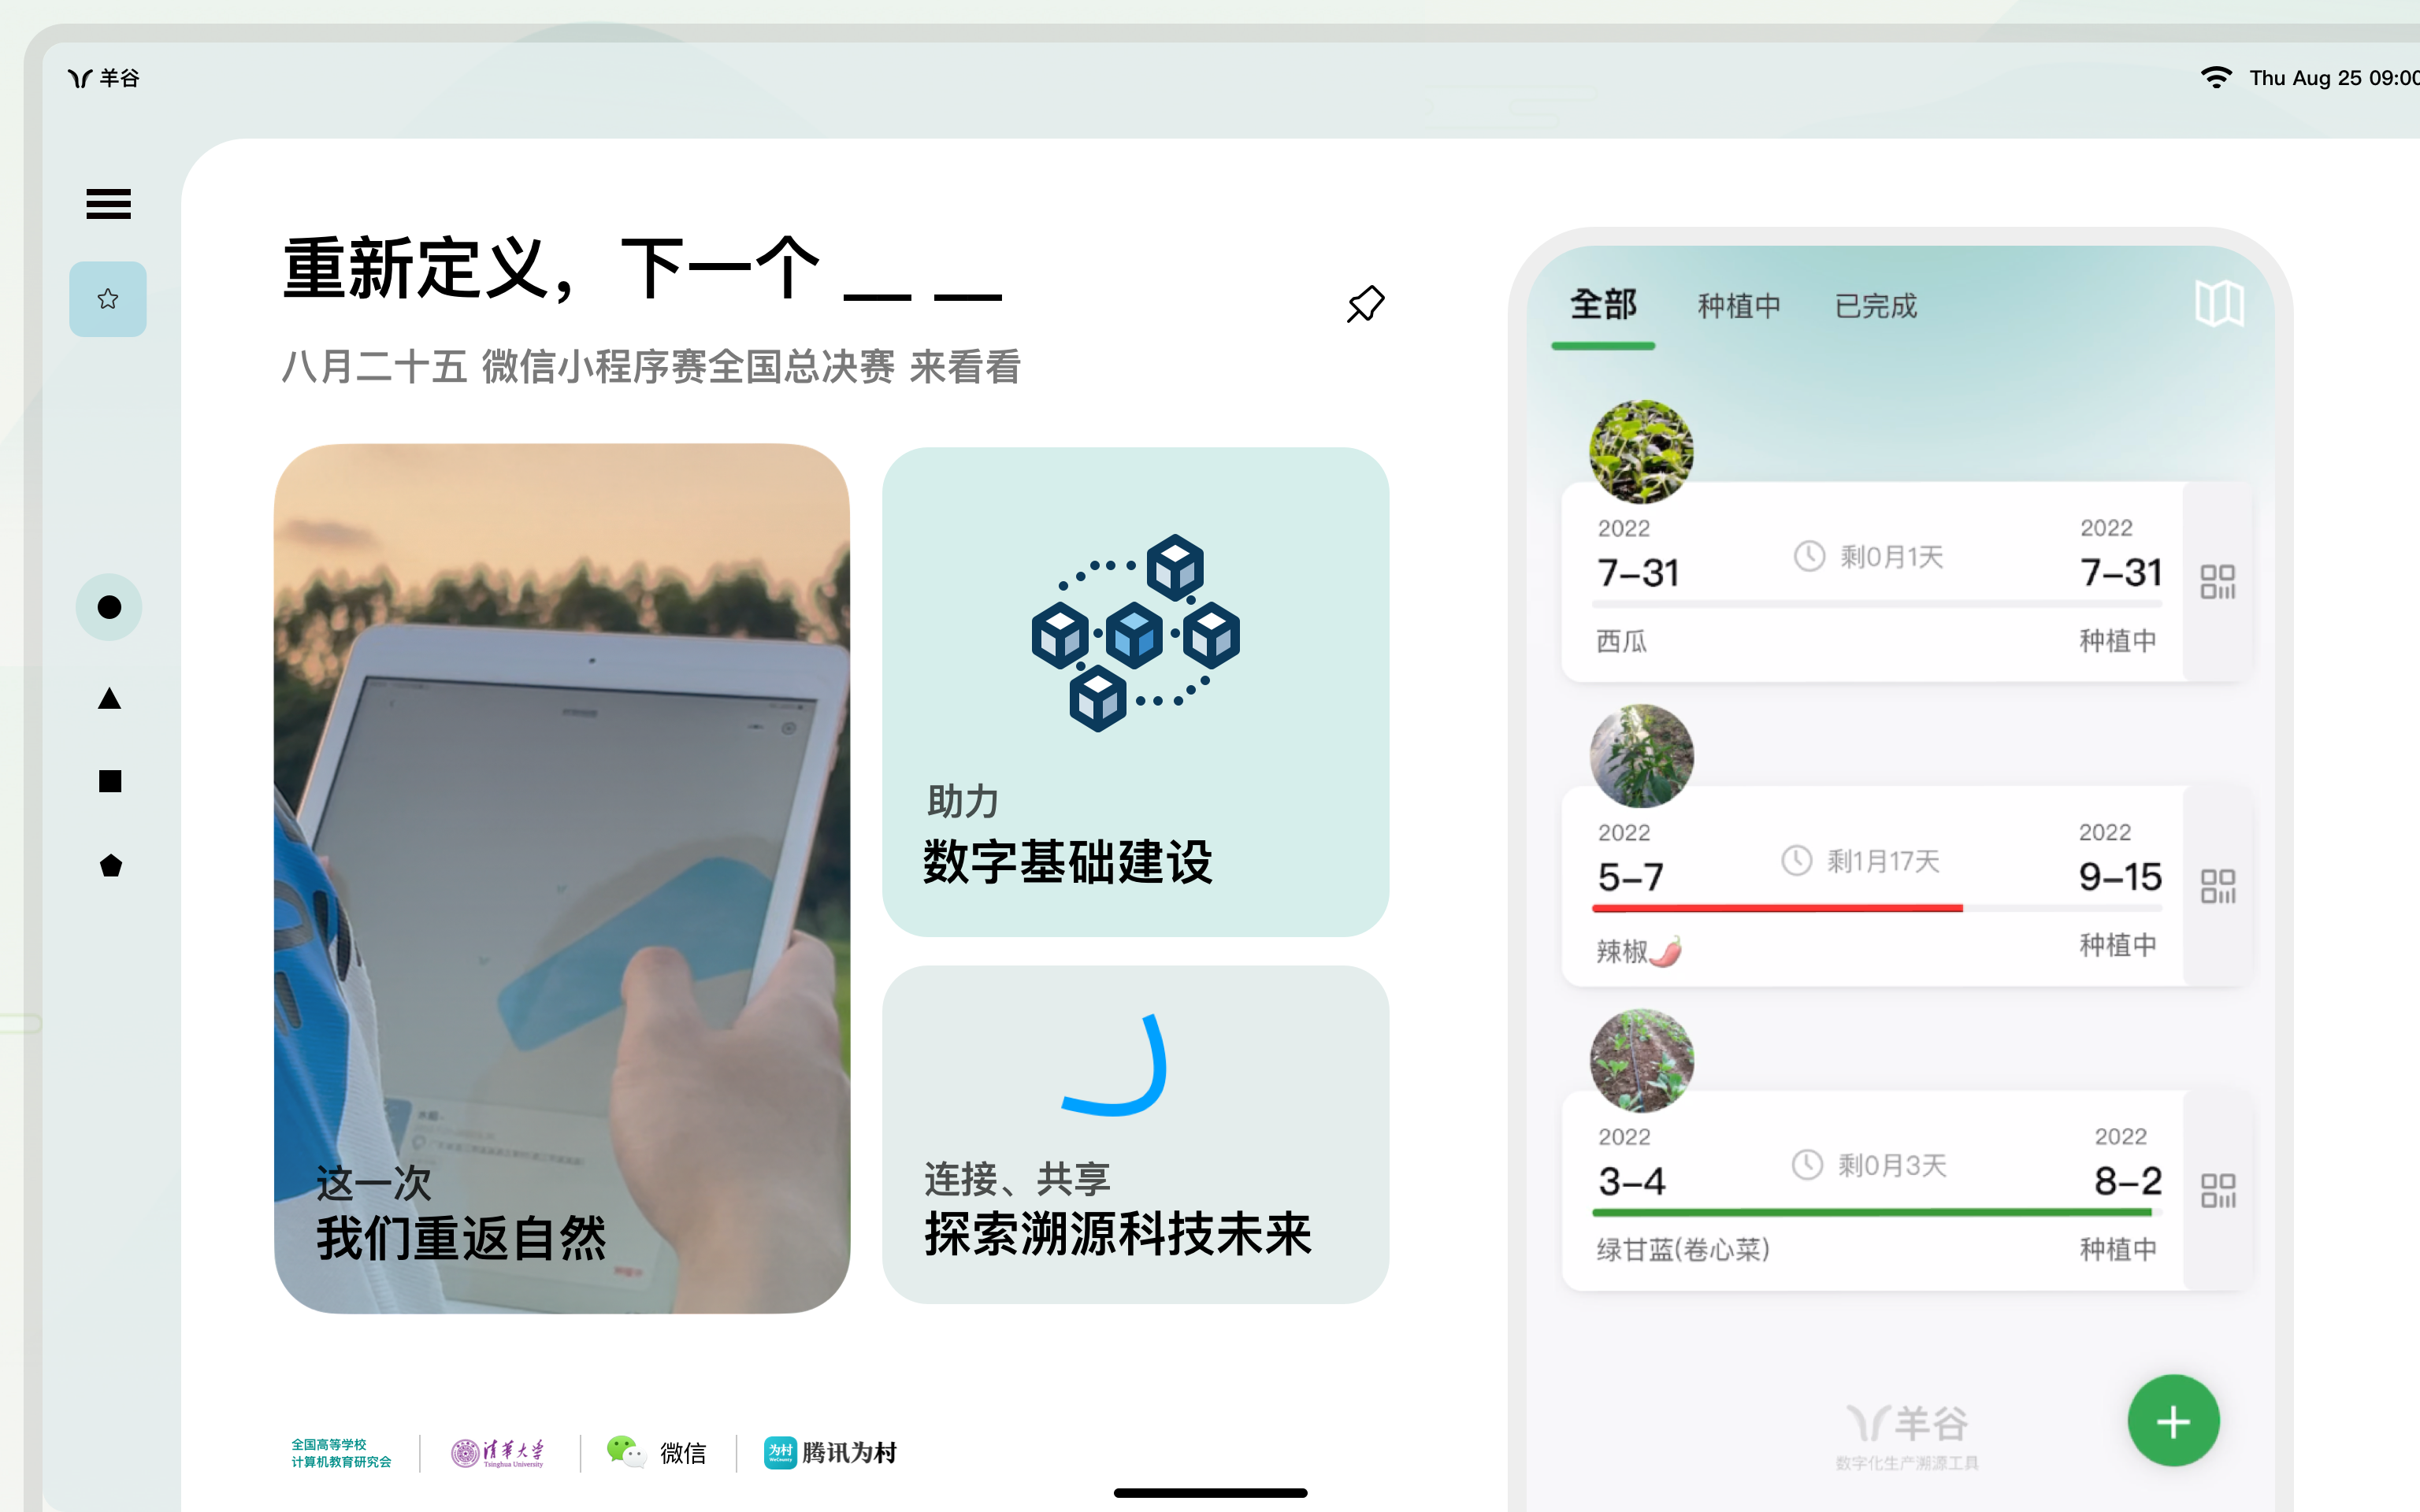 羊谷
Thu Aug 25 09:00
重新定义，下一个 __ __
八月二十五 微信小程序赛全国总决赛 来看看
这一次
我们重返自然
助力
数字基础建设
连接、共享
探索溯源科技未来
全国高等学校
计算机教育研究会
清华大学
Tsinghua University
微信
为村
WeCounty
腾讯为村
全部 种植中 已完成
2022 2022
7-31 剩0月1天 7-31
西瓜 种植中
2022 2022
5-7 剩1月17天 9-15
辣椒🌶️ 种植中
2022 2022
3-4 剩0月3天 8-2
绿甘蓝(卷心菜) 种植中
羊谷
数字化生产溯源工具